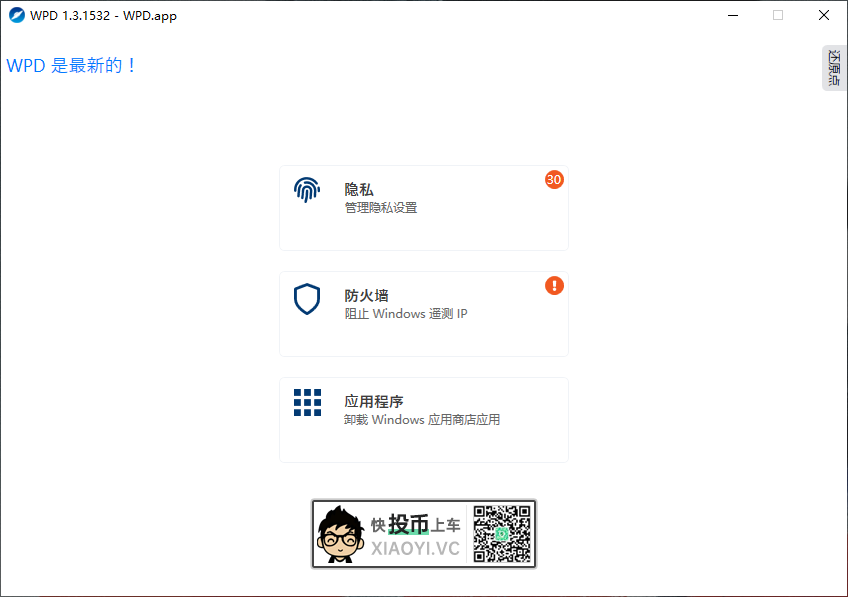 WPD 1.3.1532 - WPD.app
WPD 是最新的！
还原点
隐私
30
管理隐私设置
防火墙
!
阻止 Windows 遥测 IP
应用程序
卸载 Windows 应用商店应用
快投币上车
XIAOYI.VC